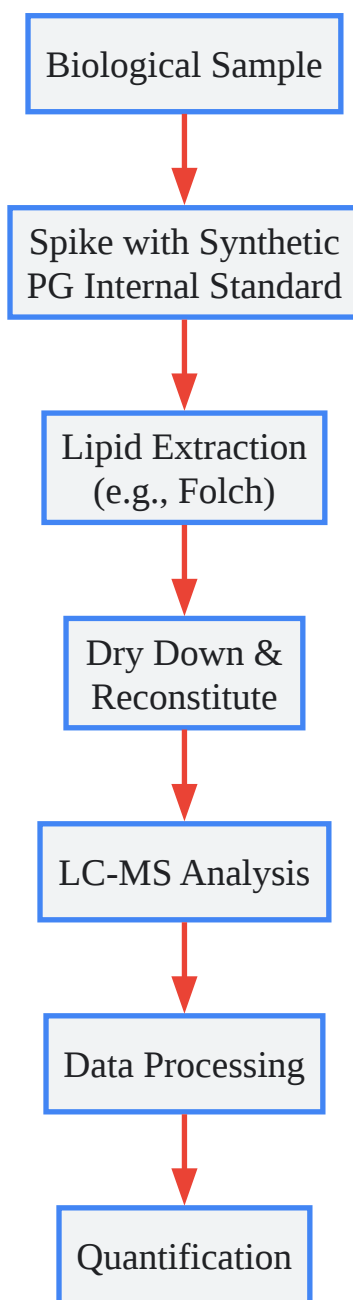 Biological Sample
Spike with Synthetic
PG Internal Standard
Lipid Extraction
(e.g., Folch)
Dry Down &
Reconstitute
LC-MS Analysis
Data Processing
Quantification